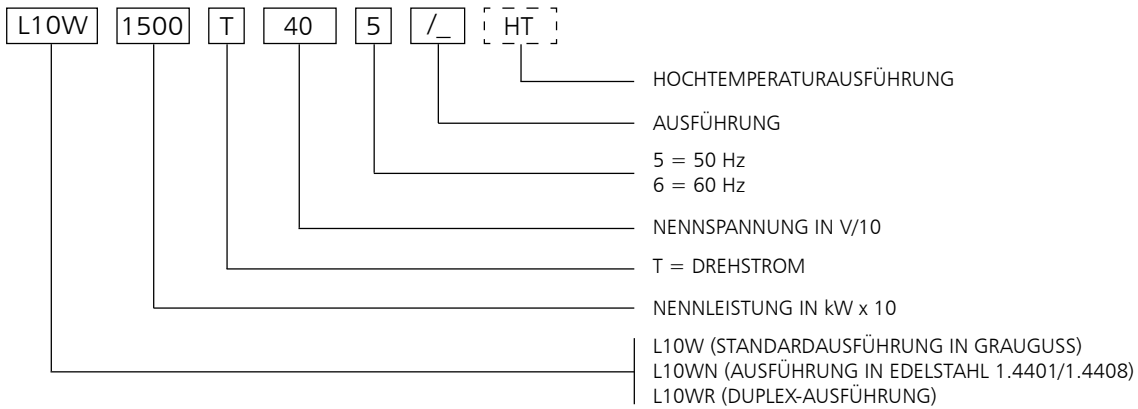 L10W 1500 T 40 5 /_ HT
HOCHTEMPERATURAUSFÜHRUNG
AUSFÜHRUNG
5 = 50 Hz
6 = 60 Hz
NENNSPANNUNG IN V/10
T = DREHSTROM
NENNLEISTUNG IN kW x 10
L10W (STANDARDAUSFÜHRUNG IN GRAUGUSS)
L10WN (AUSFÜHRUNG IN EDELSTAHL 1.4401/1.4408)
L10WR (DUPLEX-AUSFÜHRUNG)